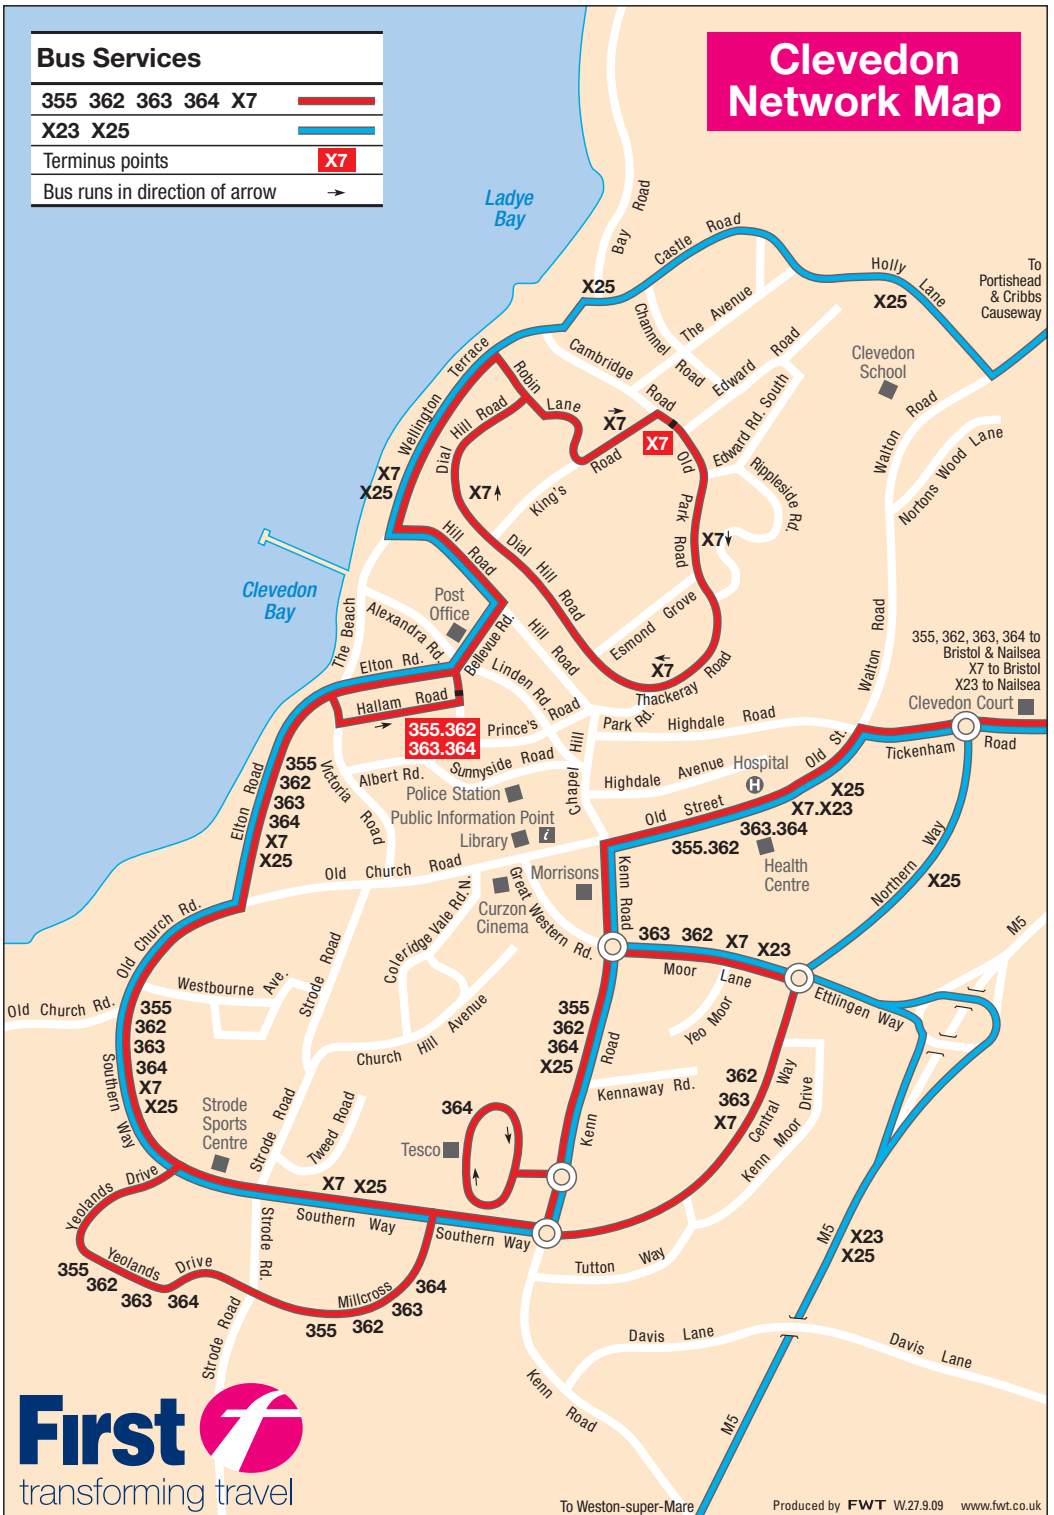 Bus Services
355 362 363 364 X7
X23 X25
Terminus points X7
Bus runs in direction of arrow
Clevedon
Network Map
Ladye
Bay
Bay Road
Castle Road
X25
Holly Lane
X25
To
Portishead
& Cribbs
Causeway
The Avenue
Channnel Road
Cambridge Road
Edward Road
Edward Rd. South
Clevedon
School
Walton Road
Nortons Wood Lane
Wellington Terrace
Robin Lane
Dial Hill Road
X7
X7
King's Road
Old Park Road
Rippleside Rd.
X7
X25
X7
X7
Hill Road
Dial Hill Road
Clevedon
Bay
The Beach
Post
Office
Alexandra Rd.
Elton Rd.
Bellevue Rd.
Hill Road
Linden Rd.
Esmond Grove
X7
Thackeray Road
Walton Road
355, 362, 363, 364 to
Bristol & Nailsea
X7 to Bristol
X23 to Nailsea
Clevedon Court
Hallam Road
355.362
363.364
Prince's Road
Park Rd.
Highdale Road
Tickenham Road
355
362
363
364
X7
X25
Elton Road
Victoria Road
Albert Rd.
Sunnyside Road
Chapel Hill
Highdale Avenue
Hospital
H
Old St.
Police Station
Public Information Point
i
Library
Old Street
X25
X7.X23
363.364
355.362
Health
Centre
Northern Way
X25
Old Church Road
Morrisons
Kenn Road
Curzon
Cinema
Great Western Rd.
Coleridge Vale Rd. N.
Old Church Rd.
Strode Road
363 362 X7 X23
Moor Lane
M5
Westbourne Ave.
Old Church Rd.
Ettlingen Way
Yeo Moor
355
362
363
364
X7
X25
Southern Way
Church Hill Avenue
355
362
364
X25
Kenn Road
Kennaway Rd.
362
363
X7
Central Way
Kenn Moor Drive
Strode
Sports
Centre
Strode Road
Tweed Road
364
Tesco
Yeolands Drive
X7 X25
Southern Way
Southern Way
Strode Rd.
Yeolands Drive
355
362
363 364
Millcross
364
363
355 362
Tutton Way
M5
X23
X25
Strode Road
Davis Lane
Davis Lane
Kenn Road
M5
First
transforming travel
To Weston-super-Mare
Produced by FWT W.27.9.09 www.fwt.co.uk